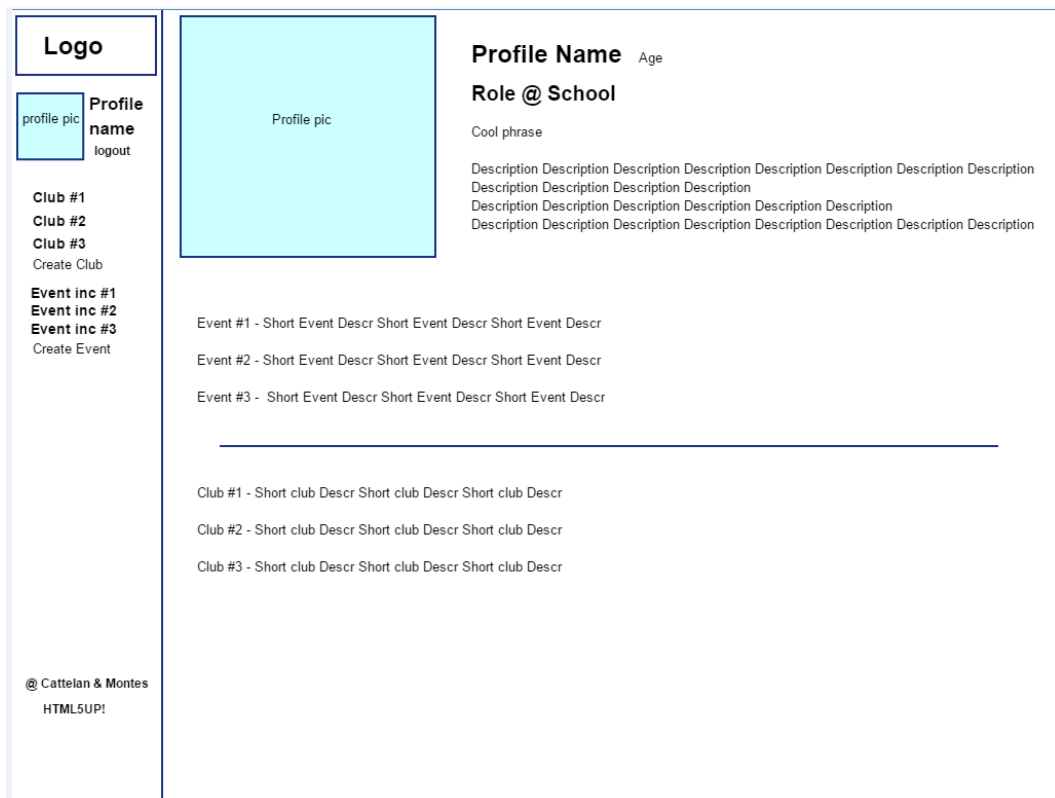 Logo
profile pic
Profile
name
logout
Club #1
Club #2
Club #3
Create Club
Event inc #1
Event inc #2
Event inc #3
Create Event
@ Cattelan & Montes
HTML5UP!
Profile pic
Profile Name Age
Role @ School
Cool phrase
Description Description Description Description Description Description Description Description
Description Description Description Description
Description Description Description Description Description Description
Description Description Description Description Description Description Description Description
Event #1 - Short Event Descr Short Event Descr Short Event Descr
Event #2 - Short Event Descr Short Event Descr Short Event Descr
Event #3 - Short Event Descr Short Event Descr Short Event Descr
Club #1 - Short club Descr Short club Descr Short club Descr
Club #2 - Short club Descr Short club Descr Short club Descr
Club #3 - Short club Descr Short club Descr Short club Descr